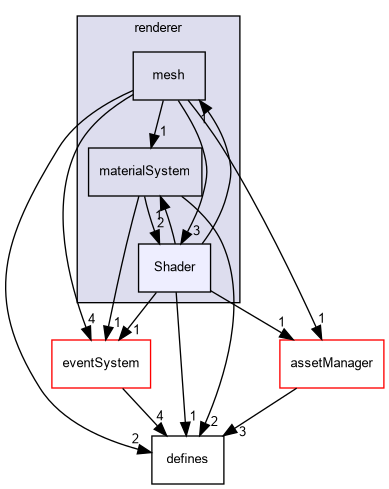 renderer
mesh
1
1
materialSystem
1
2
3
Shader
4
1
1
1
1
eventSystem
assetManager
4
1
2
3
2
defines